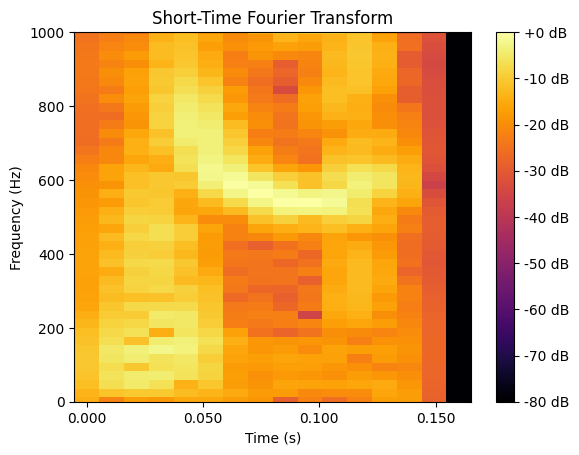 Short-Time Fourier Transform
1000
800
600
400
200
0
Frequency (Hz)
0.000
0.050
0.100
0.150
Time (s)
+0 dB
-10 dB
-20 dB
-30 dB
-40 dB
-50 dB
-60 dB
-70 dB
-80 dB